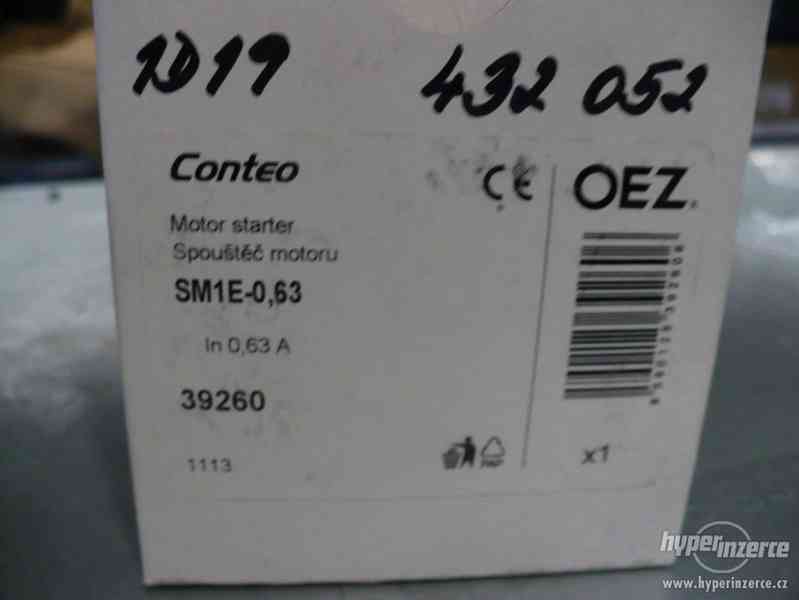 1D19 432 052
Conteo
CE
OEZ
Motor starter
Spouštěč motoru
SM1E-0,63
In 0,63 A
39260
1113
x1
hyperinzerce
www.hyperinzerce.cz